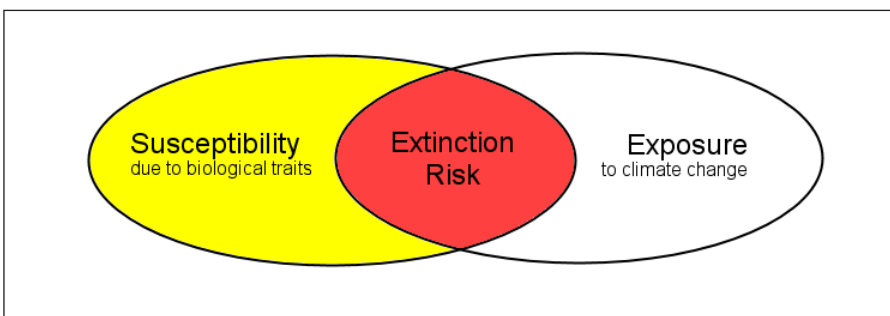 Susceptibility
due to biological traits
Extinction
Risk
Exposure
to climate change